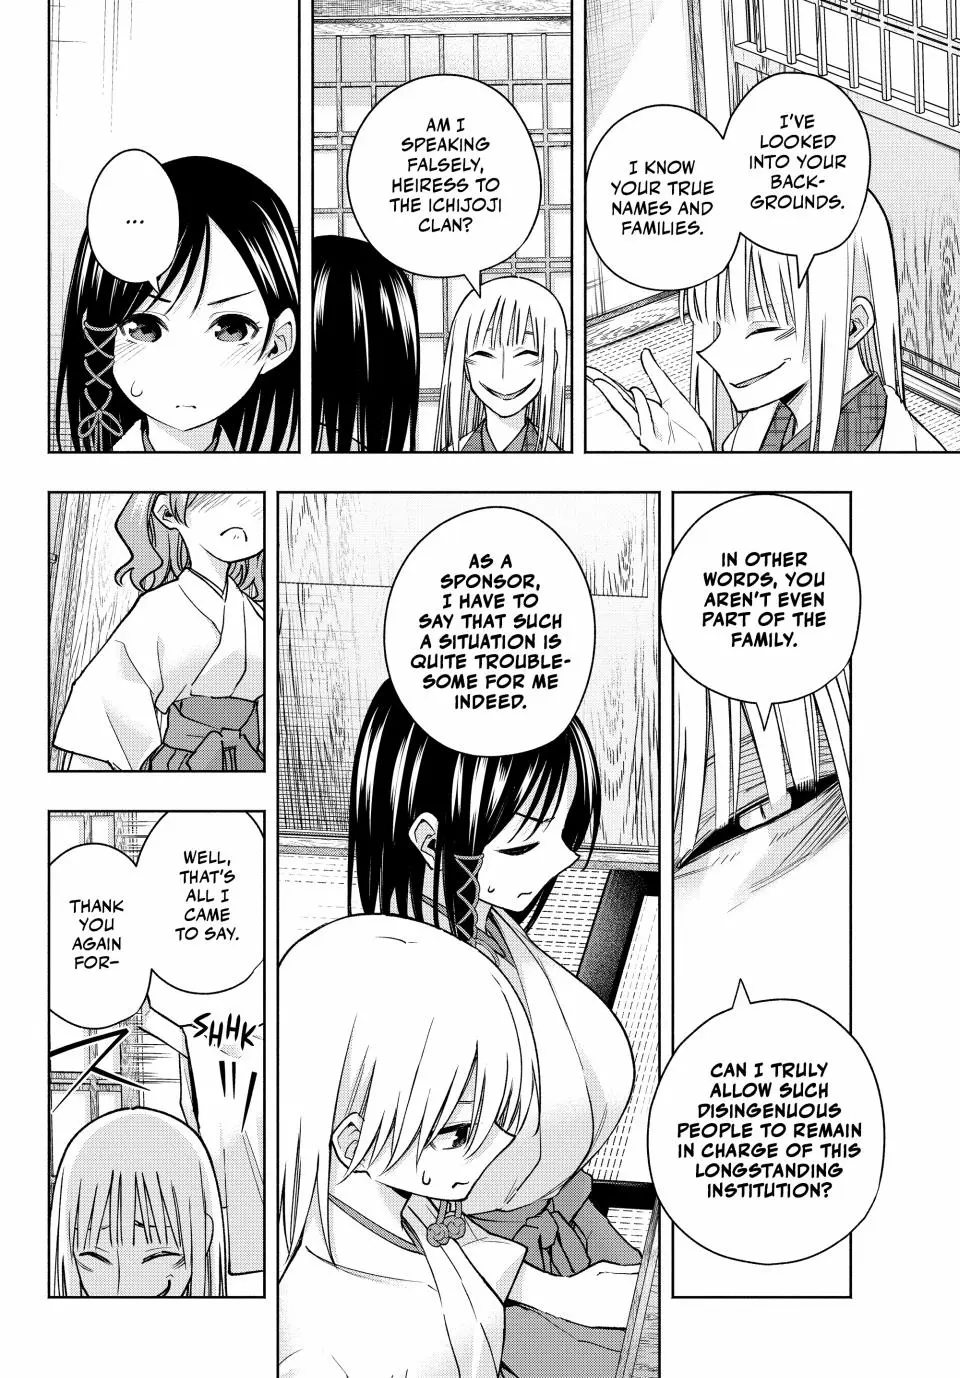 I'VE
LOOKED
INTO YOUR
BACK-
GROUNDS.
I KNOW
YOUR TRUE
NAMES AND
FAMILIES.
AM I
SPEAKING
FALSELY,
HEIRESS TO
THE ICHIJOJI
CLAN?
...
IN OTHER
WORDS, YOU
AREN'T EVEN
PART OF THE
FAMILY.
CAN I TRULY
ALLOW SUCH
DISINGENUOUS
PEOPLE TO REMAIN
IN CHARGE OF THIS
LONGSTANDING
INSTITUTION?
AS A
SPONSOR,
I HAVE TO
SAY THAT SUCH
A SITUATION IS
QUITE TROUBLE-
SOME FOR ME
INDEED.
WELL,
THAT'S
ALL I
CAME
TO SAY.
THANK
YOU
AGAIN
FOR-
SHHK